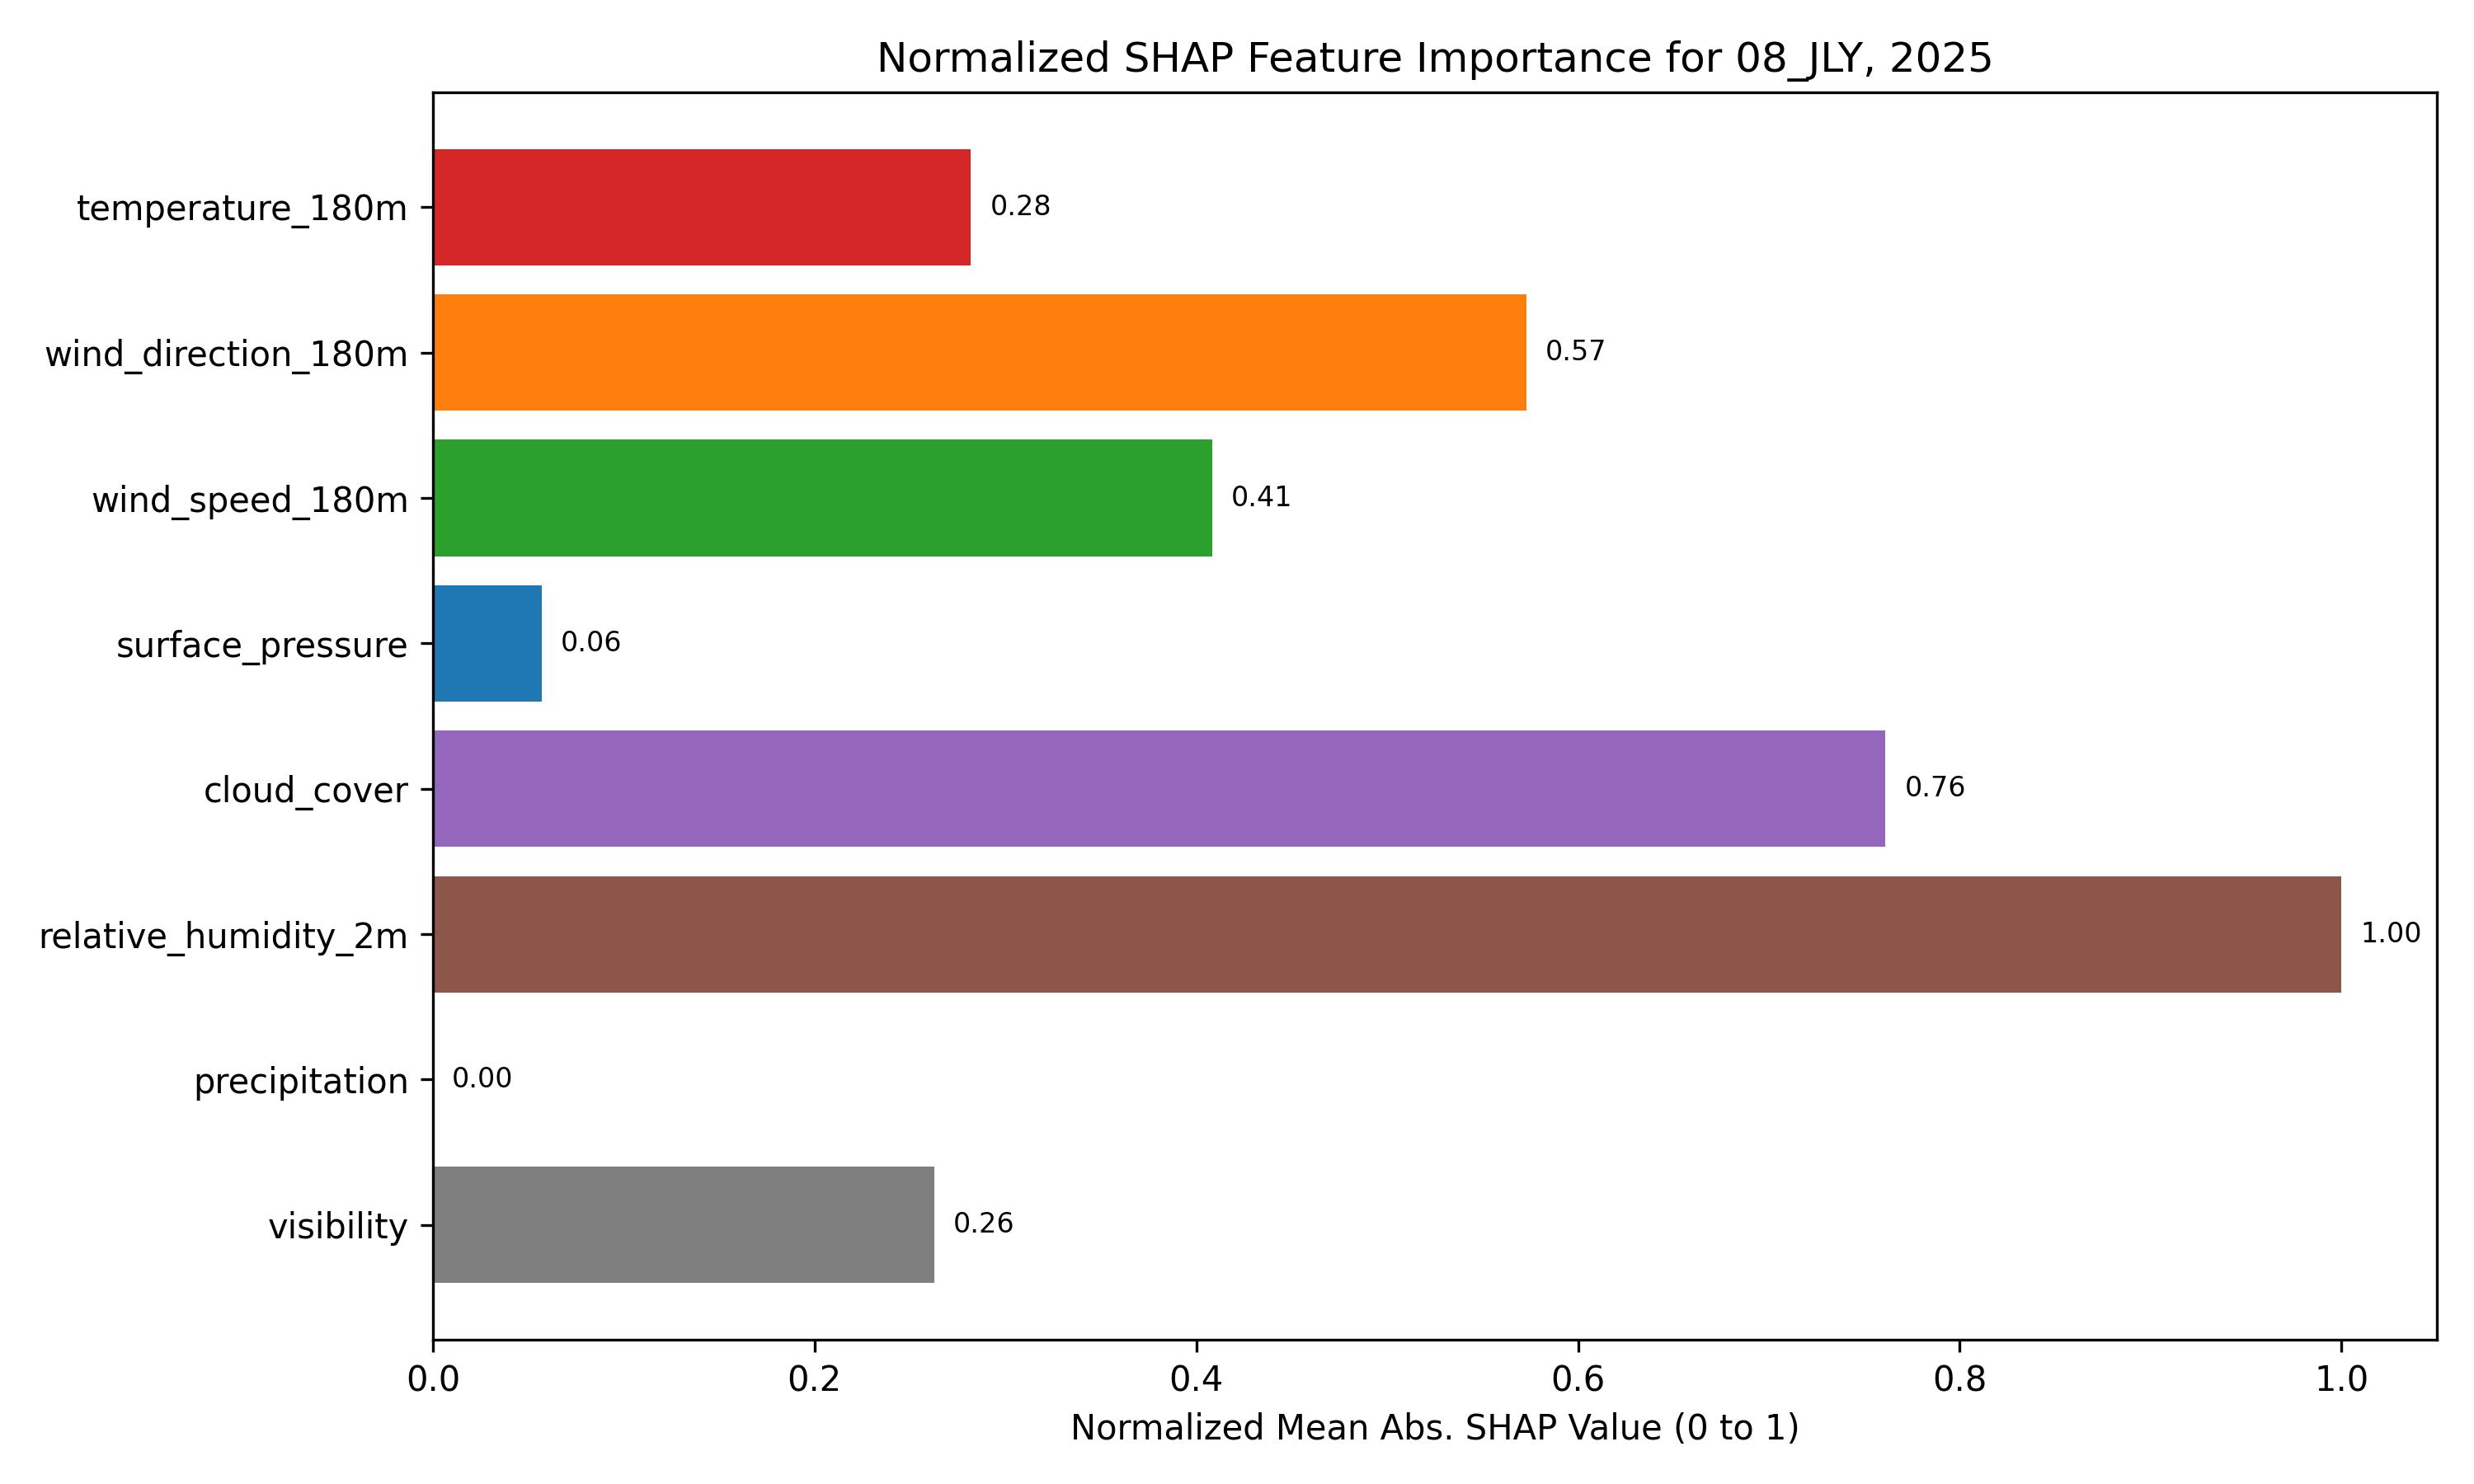 Normalized SHAP Feature Importance for 08_JLY, 2025
temperature_180m
0.28
wind_direction_180m
0.57
wind_speed_180m
0.41
surface_pressure
0.06
cloud_cover
0.76
relative_humidity_2m
1.00
precipitation
0.00
visibility
0.26
0.0 0.2 0.4 0.6 0.8 1.0
Normalized Mean Abs. SHAP Value (0 to 1)